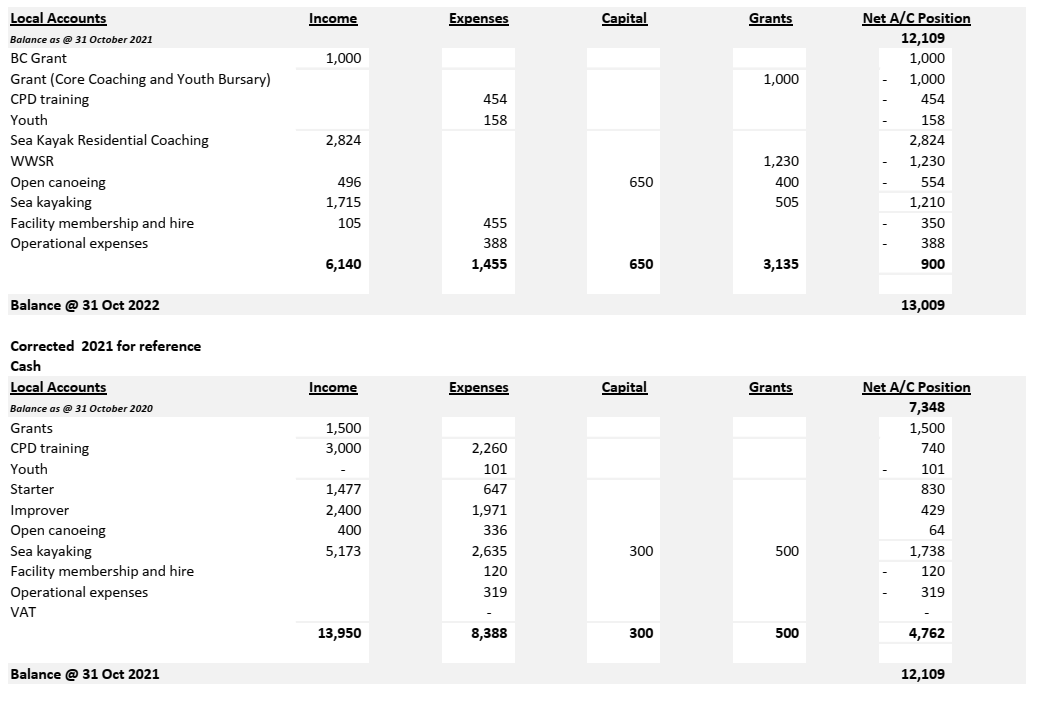 Local Accounts Income Expenses Capital Grants Net A/C Position
Balance as @ 31 October 2021 12,109
BC Grant 1,000 1,000
Grant (Core Coaching and Youth Bursary) 1,000 - 1,000
CPD training 454 - 454
Youth 158 - 158
Sea Kayak Residential Coaching 2,824 2,824
WWSR 1,230 - 1,230
Open canoeing 496 650 400 - 554
Sea kayaking 1,715 505 1,210
Facility membership and hire 105 455 - 350
Operational expenses 388 - 388
6,140 1,455 650 3,135 900
Balance @ 31 Oct 2022 13,009
Corrected 2021 for reference
Cash
Local Accounts Income Expenses Capital Grants Net A/C Position
Balance as @ 31 October 2020 7,348
Grants 1,500 1,500
CPD training 3,000 2,260 740
Youth - 101 - 101
Starter 1,477 647 830
Improver 2,400 1,971 429
Open canoeing 400 336 64
Sea kayaking 5,173 2,635 300 500 1,738
Facility membership and hire 120 - 120
Operational expenses 319 - 319
VAT - -
13,950 8,388 300 500 4,762
Balance @ 31 Oct 2021 12,109